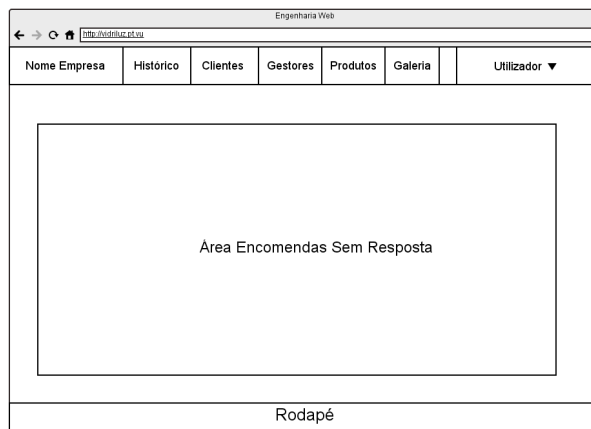 Engenharia Web
http://vidriluz.pt.vu
Nome Empresa Histórico Clientes Gestores Produtos Galeria Utilizador ▼
Área Encomendas Sem Resposta
Rodapé